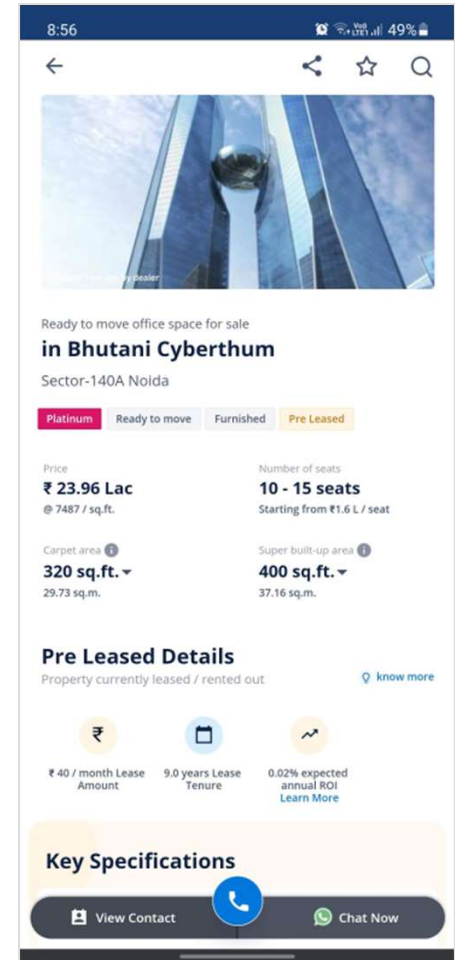 8:56
Vo))
LTE1
49%
dealer
Ready to move office space for sale
in Bhutani Cyberthum
Sector-140A Noida
Platinum Ready to move Furnished Pre Leased
Price Number of seats
₹ 23.96 Lac 10 - 15 seats
@ 7487 / sq.ft. Starting from ₹1.6 L / seat
Carpet area Super built-up area
320 sq.ft. 400 sq.ft.
29.73 sq.m. 37.16 sq.m.
Pre Leased Details
Property currently leased / rented out know more
₹ 40 / month Lease 9.0 years Lease 0.02% expected
Amount Tenure annual ROI
Learn More
Key Specifications
View Contact Chat Now